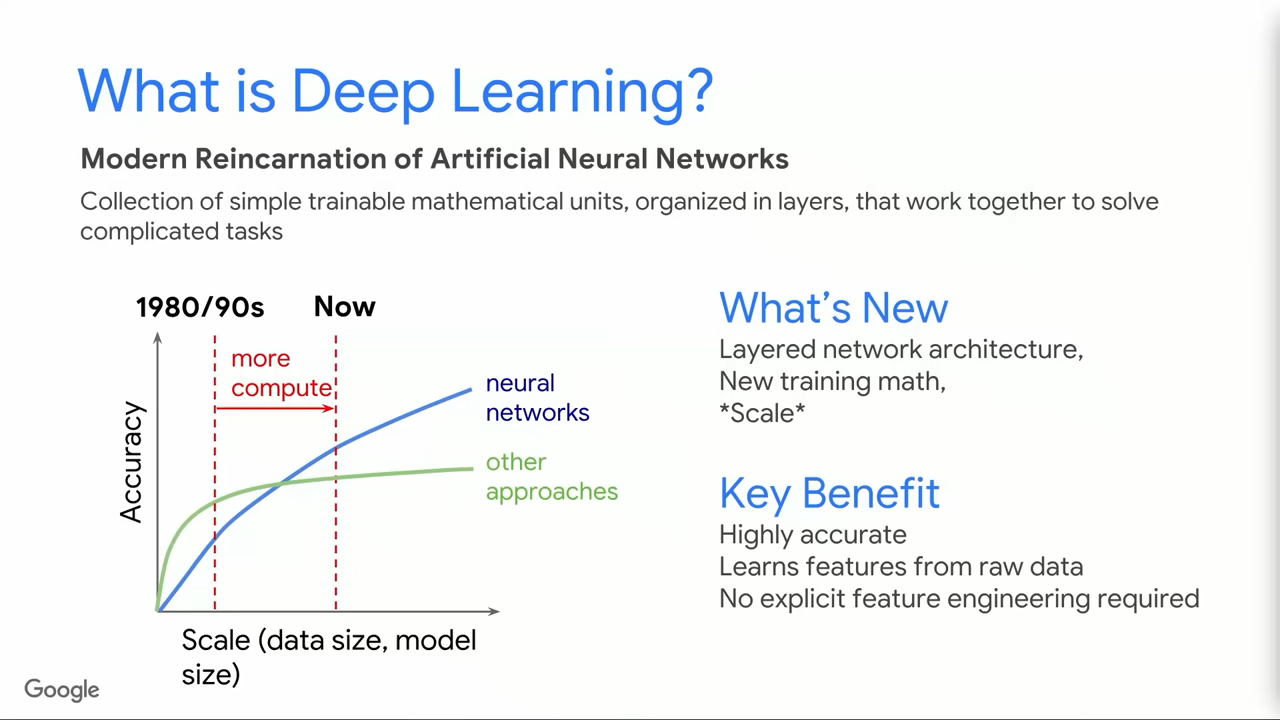 What is Deep Learning?
Modern Reincarnation of Artificial Neural Networks
Collection of simple trainable mathematical units, organized in layers, that work together to solve
complicated tasks
1980/90s
Now
more
compute
neural
networks
other
approaches
Accuracy
Scale (data size, model
size)
What's New
Layered network architecture,
New training math,
*Scale*
Key Benefit
Highly accurate
Learns features from raw data
No explicit feature engineering required
Google